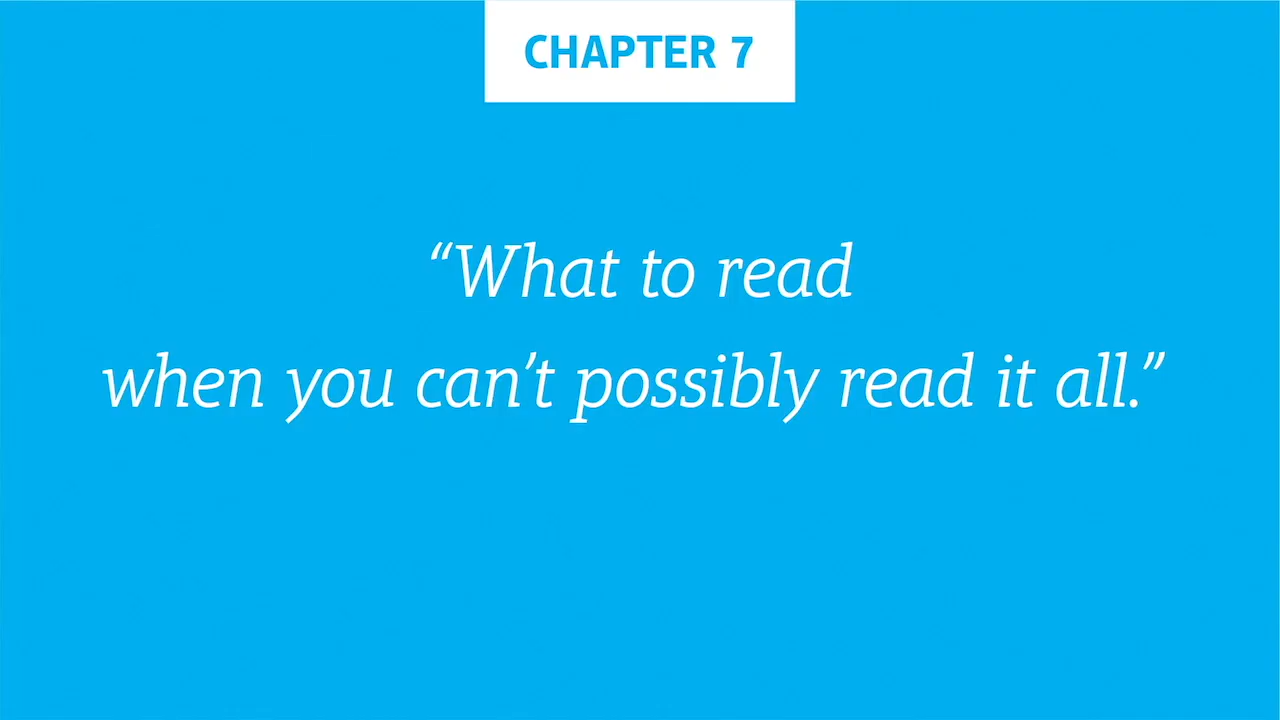 CHAPTER 7
“What to read
when you can’t possibly read it all.”